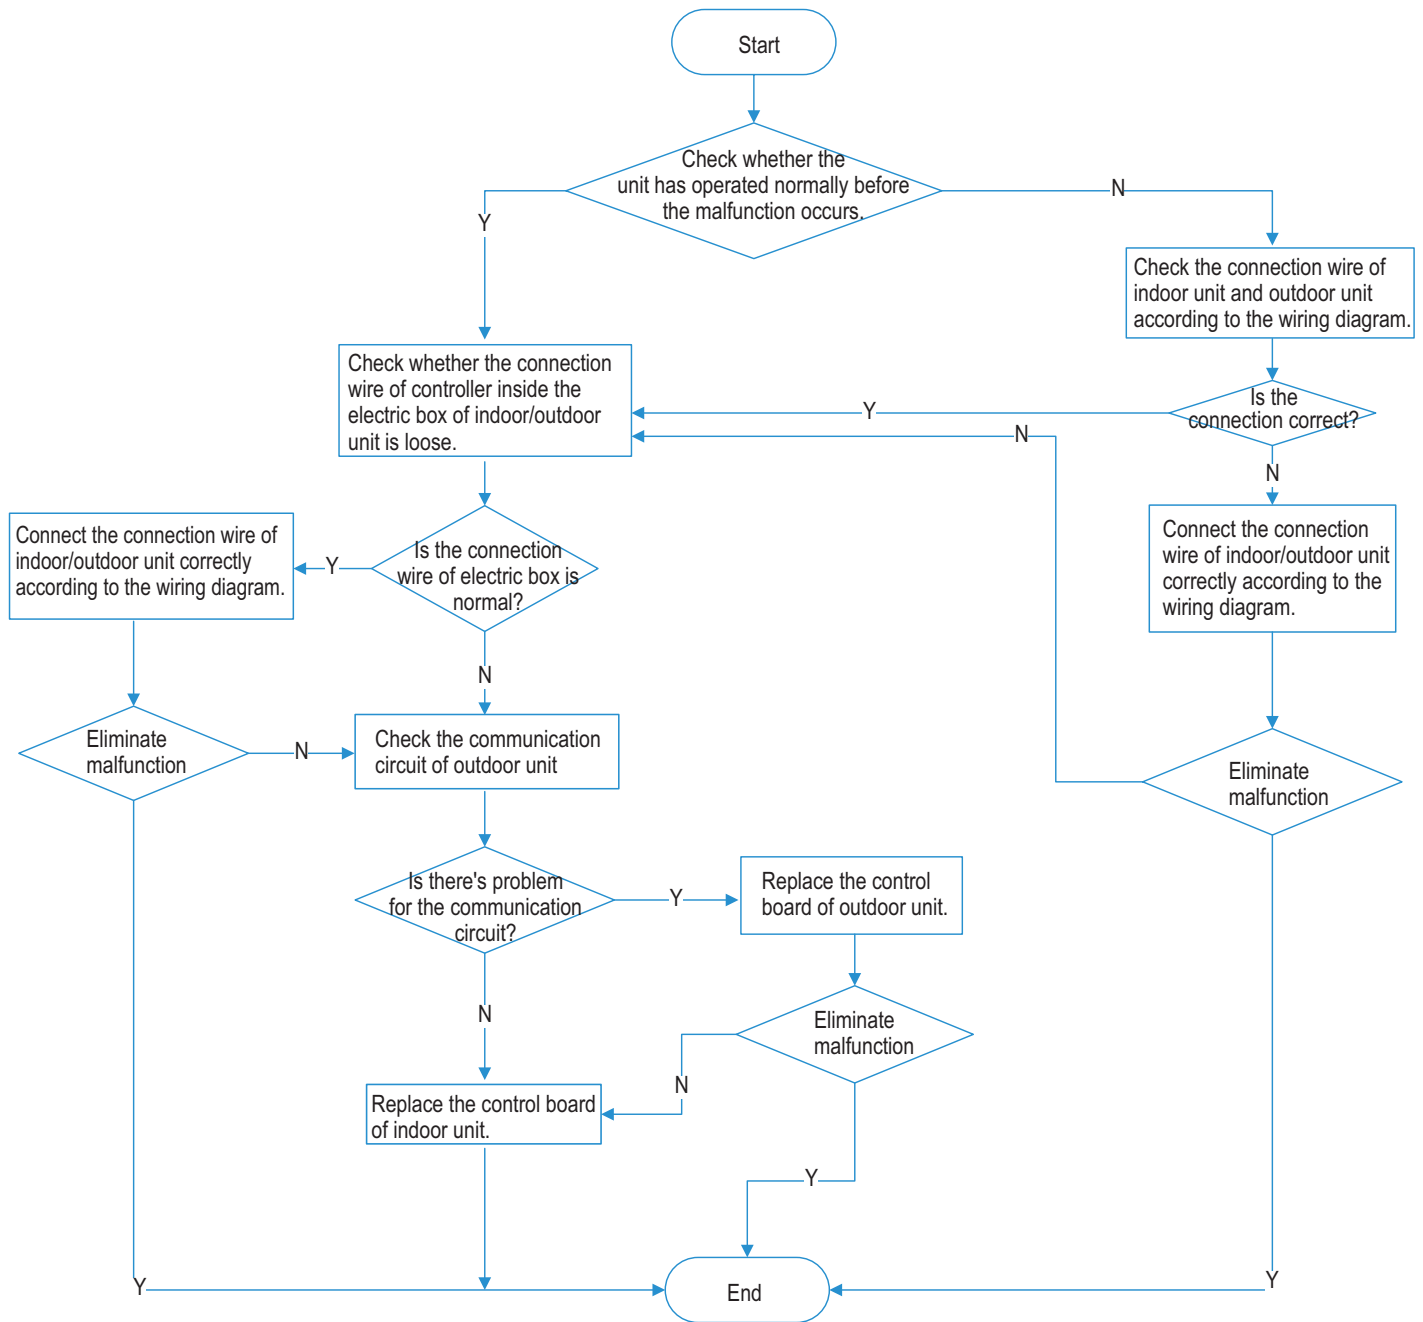 Start
Check whether the
unit has operated normally before
the malfunction occurs.
N
Y
Check the connection wire of
indoor unit and outdoor unit
according to the wiring diagram.
Check whether the connection
wire of controller inside the
electric box of indoor/outdoor
unit is loose.
Y
Is the
connection correct?
N
N
Connect the connection wire of
indoor/outdoor unit correctly
according to the wiring diagram.
Y
Is the connection
wire of electric box is
normal?
Connect the connection
wire of indoor/outdoor unit
correctly according to the
wiring diagram.
N
Eliminate
malfunction
N
Check the communication
circuit of outdoor unit
Eliminate
malfunction
Is there's problem
for the communication
circuit?
Y
Replace the control
board of outdoor unit.
N
Eliminate
malfunction
N
Replace the control board
of indoor unit.
Y
Y
End
Y